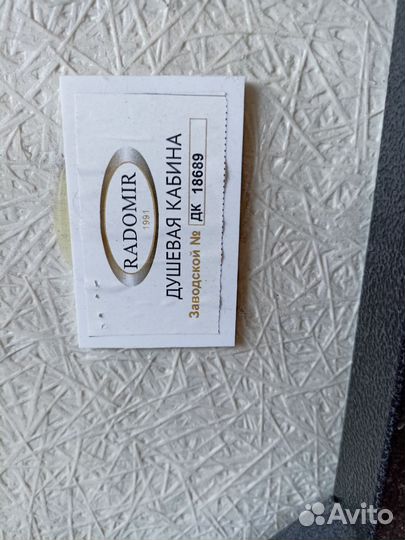 RADOMIR
1991
ДУШЕВАЯ КАБИНА
Заводской № ДК 18689
Avito